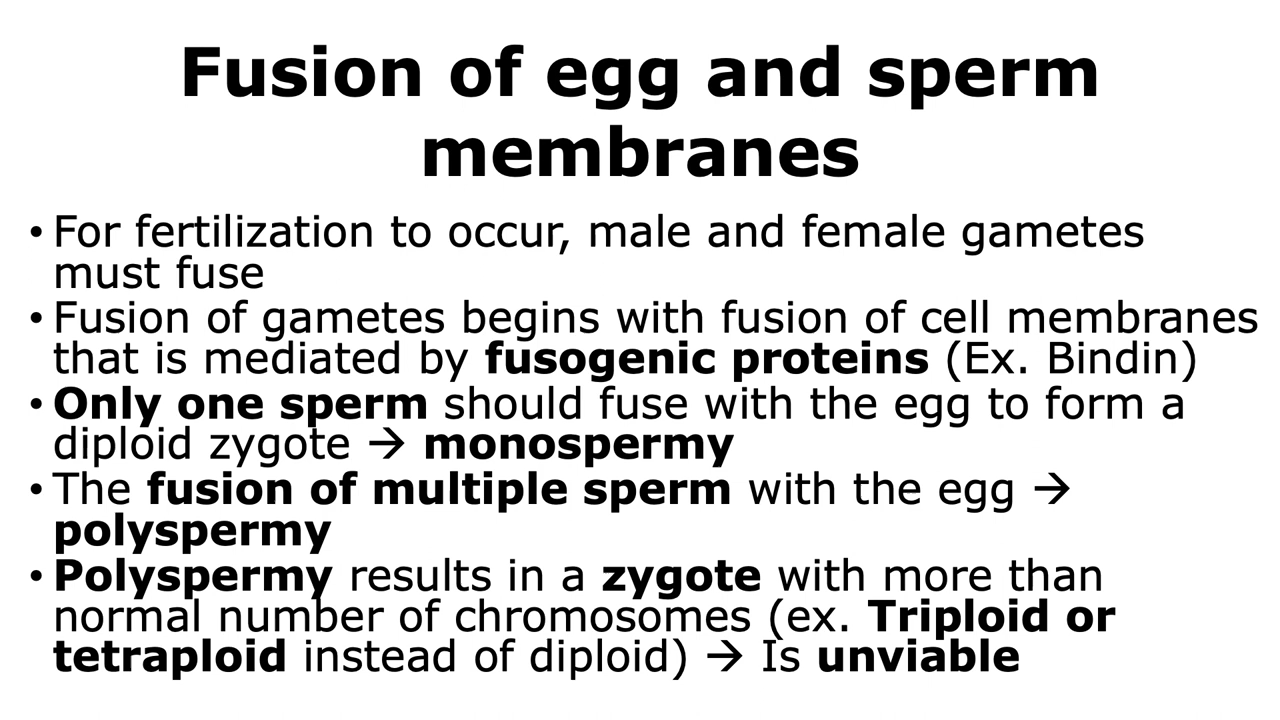 Fusion of egg and sperm
membranes
• For fertilization to occur, male and female gametes
must fuse
• Fusion of gametes begins with fusion of cell membranes
that is mediated by fusogenic proteins (Ex. Bindin)
• Only one sperm should fuse with the egg to form a
diploid zygote → monospermy
• The fusion of multiple sperm with the egg →
polyspermy
• Polyspermy results in a zygote with more than
normal number of chromosomes (ex. Triploid or
tetraploid instead of diploid) → Is unviable